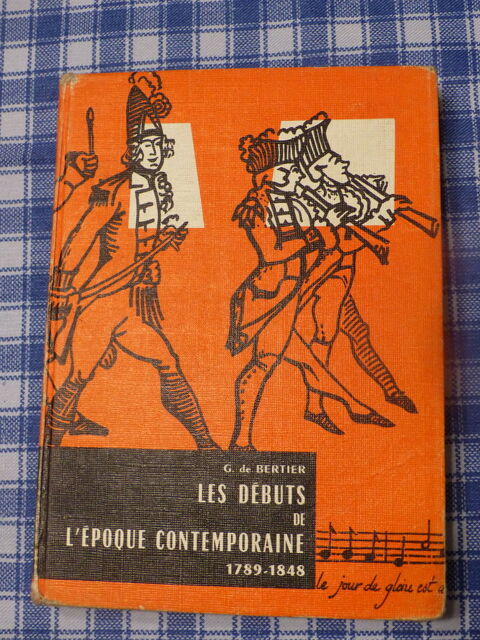 G. de BERTIER
LES DÉBUTS
DE
L'ÉPOQUE CONTEMPORAINE
1789-1848
le jour de gloire est a